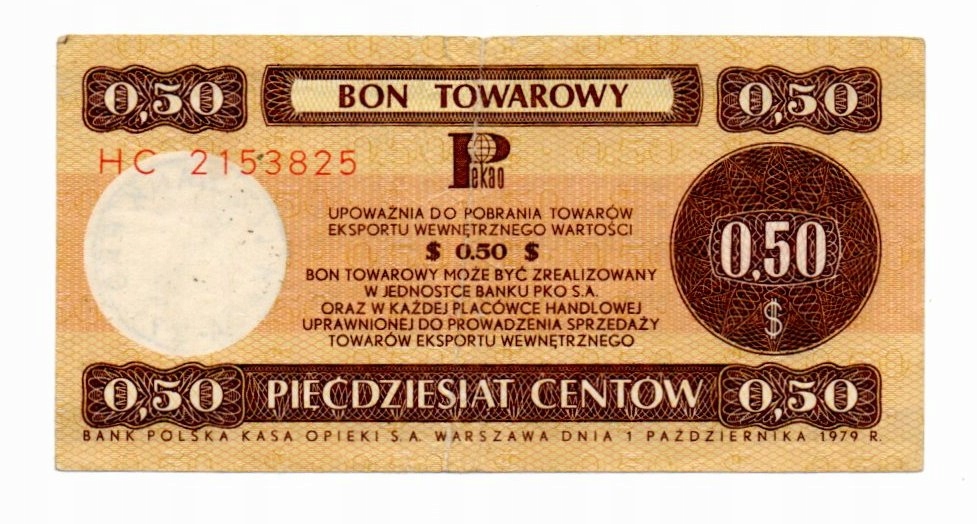 0,50 BON TOWAROWY 0,50
Pekao
HC 2153825
UPOWAŻNIA DO POBRANIA TOWARÓW
EKSPORTU WEWNĘTRZNEGO WARTOŚCI
$ 0.50 $
BON TOWAROWY MOŻE BYĆ ZREALIZOWANY
W JEDNOSTCE BANKU PKO S.A.
ORAZ W KAŻDEJ PLACÓWCE HANDLOWEJ
UPRAWNIONEJ DO PROWADZENIA SPRZEDAŻY
TOWARÓW EKSPORTU WEWNĘTRZNEGO
0.50
$
0,50 PIĘĆDZIESIĄT CENTÓW 0,50
BANK POLSKA KASA OPIEKI S.A. WARSZAWA DNIA 1 PAŹDZIERNIKA 1979 R.